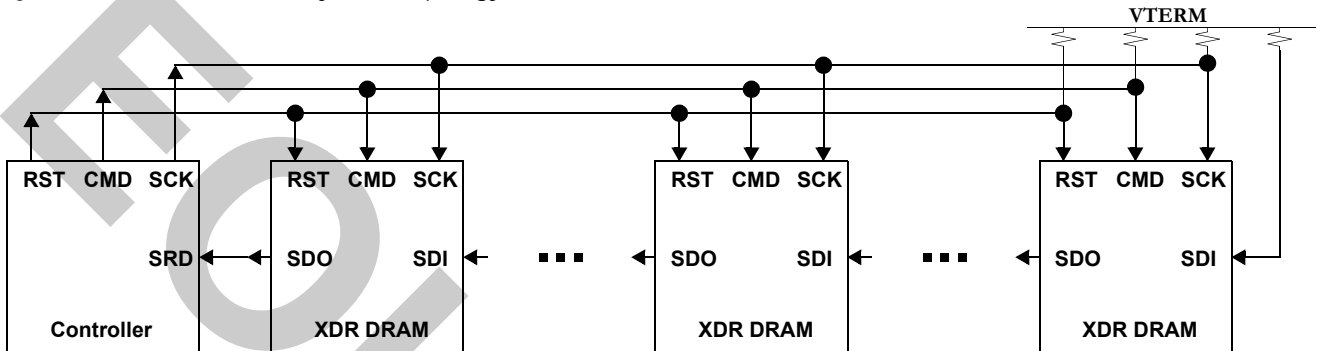 VTERM
RST CMD SCK RST CMD SCK RST CMD SCK RST CMD SCK
SRD SDO SDI SDO SDI SDO SDI
Controller XDR DRAM XDR DRAM XDR DRAM